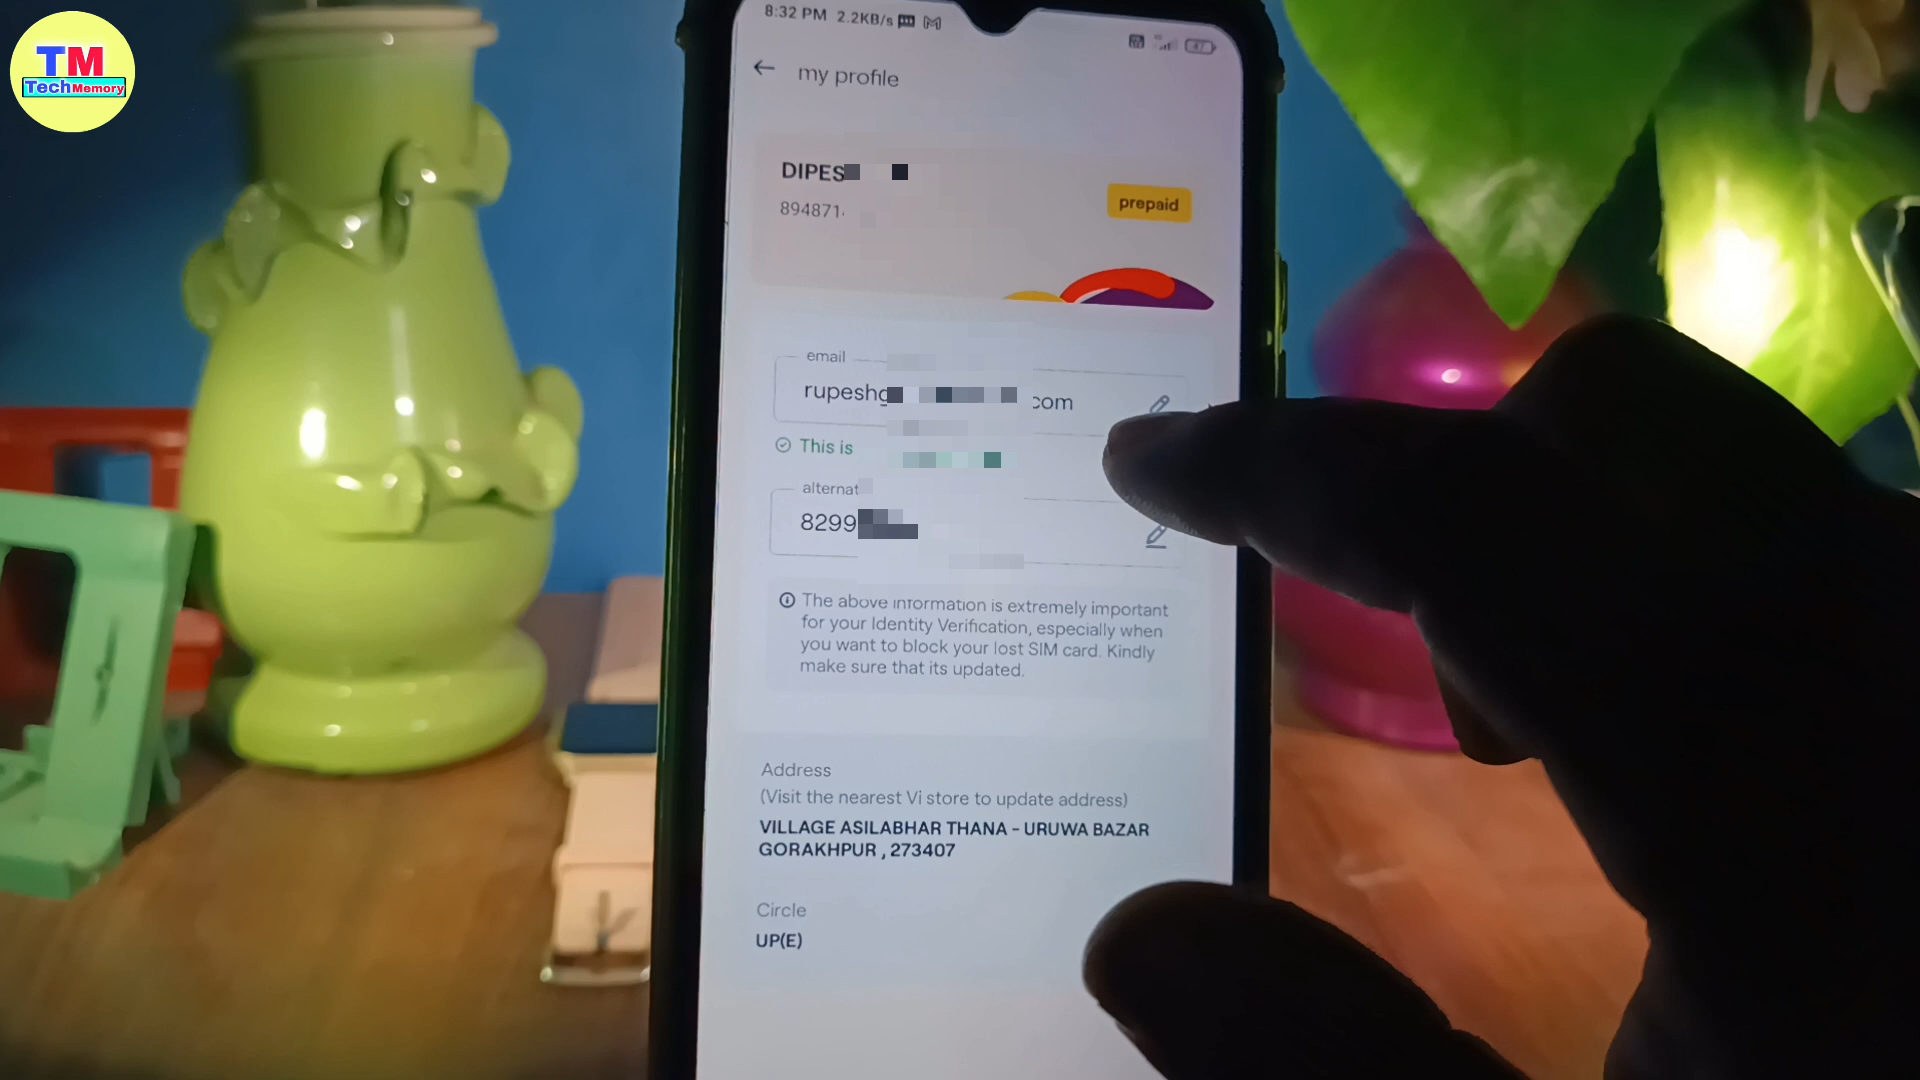 TM
TechMemory
8:32 PM 2.2KB/s
47
my profile
DIPES
prepaid
894871
email
rupeshg .com
This is
alternat
8299
The above information is extremely important
for your Identity Verification, especially when
you want to block your lost SIM card. Kindly
make sure that its updated.
Address
(Visit the nearest Vi store to update address)
VILLAGE ASILABHAR THANA - URUWA BAZAR
GORAKHPUR , 273407
Circle
UP(E)